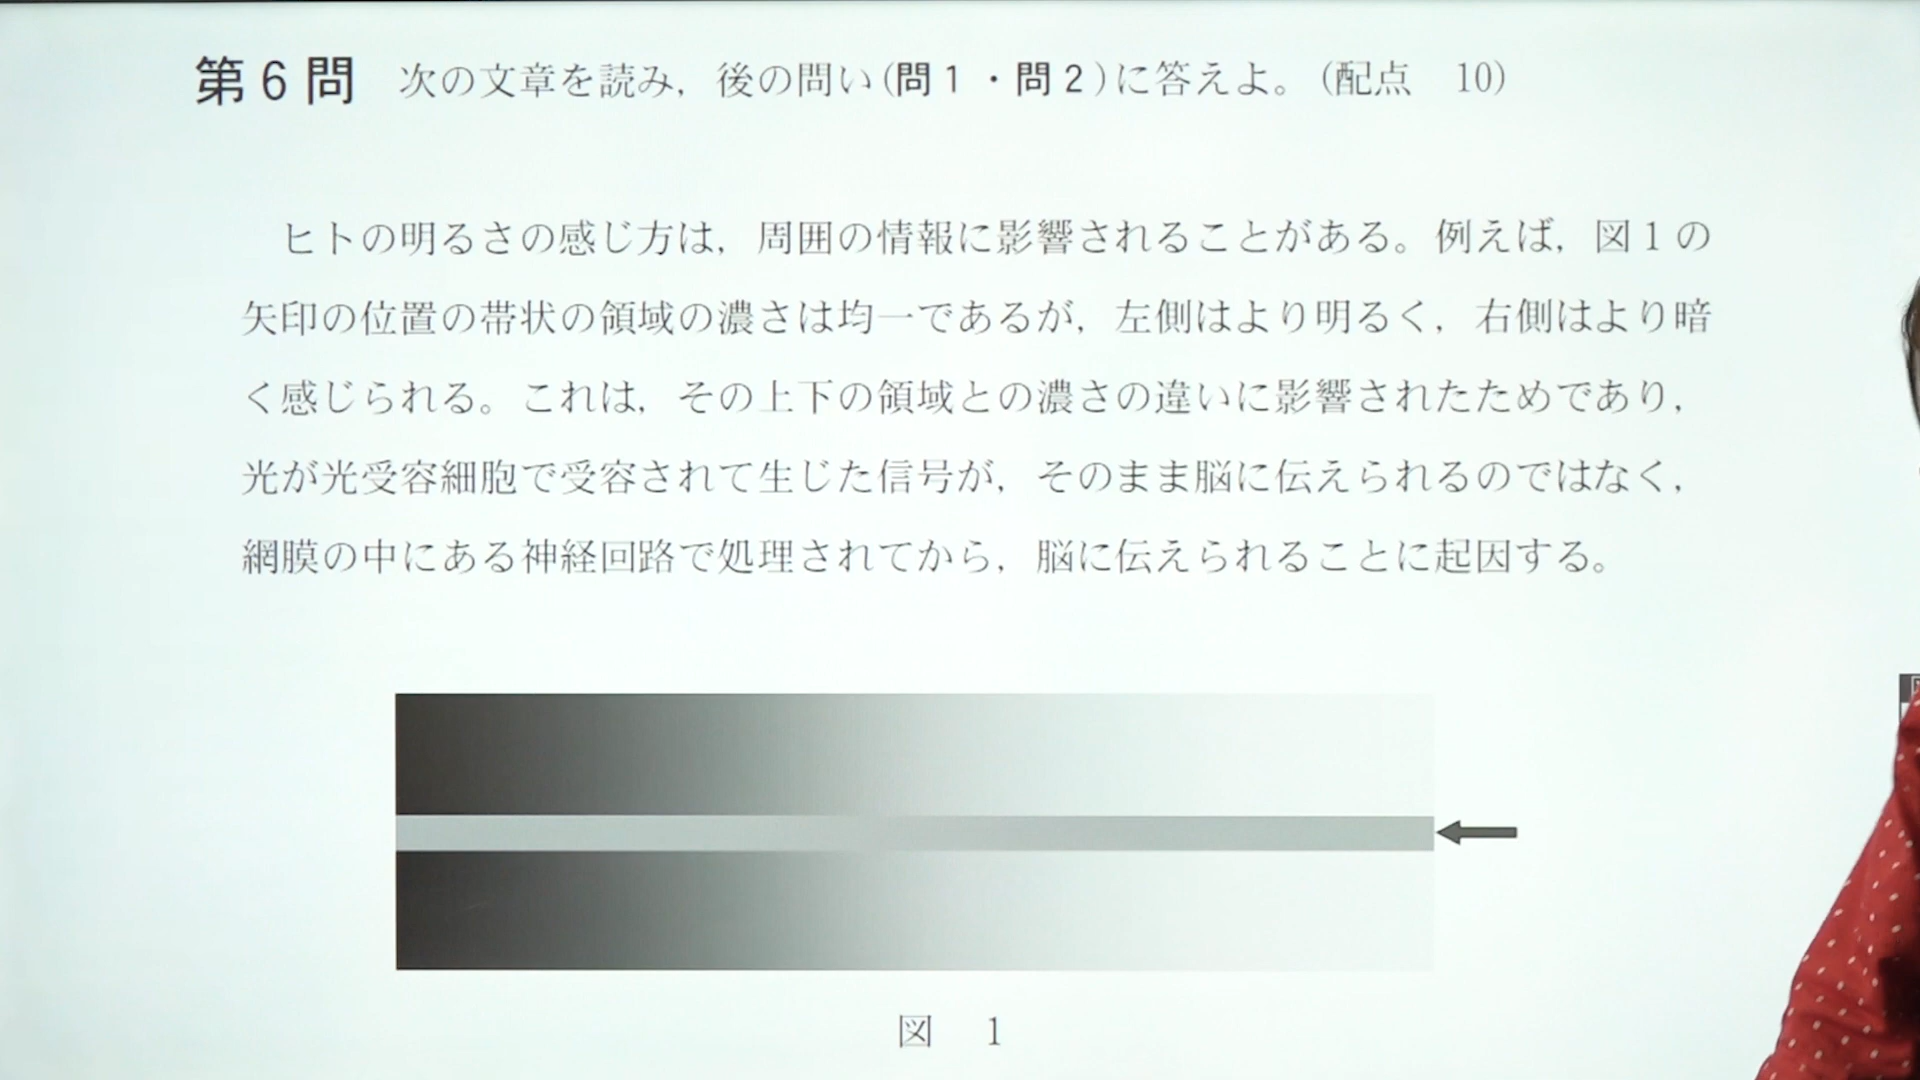 第6問 次の文章を読み，後の問い(問1・問2)に答えよ。(配点 10)
ヒトの明るさの感じ方は，周囲の情報に影響されることがある。例えば，図1の
矢印の位置の帯状の領域の濃さは均一であるが，左側はより明るく，右側はより暗
く感じられる。これは，その上下の領域との濃さの違いに影響されたためであり，
光が光受容細胞で受容されて生じた信号が，そのまま脳に伝えられるのではなく，
網膜の中にある神経回路で処理されてから，脳に伝えられることに起因する。
図 1